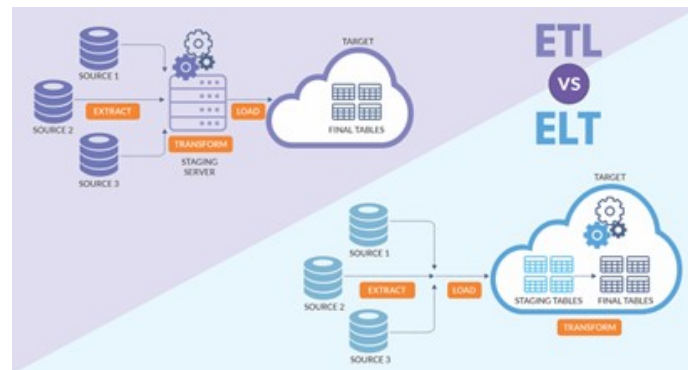 ETL
VS
ELT
SOURCE 1
SOURCE 2
SOURCE 3
EXTRACT
TRANSFORM
STAGING
SERVER
LOAD
TARGET
FINAL TABLES
SOURCE 1
SOURCE 2
SOURCE 3
EXTRACT
LOAD
TARGET
STAGING TABLES
FINAL TABLES
TRANSFORM